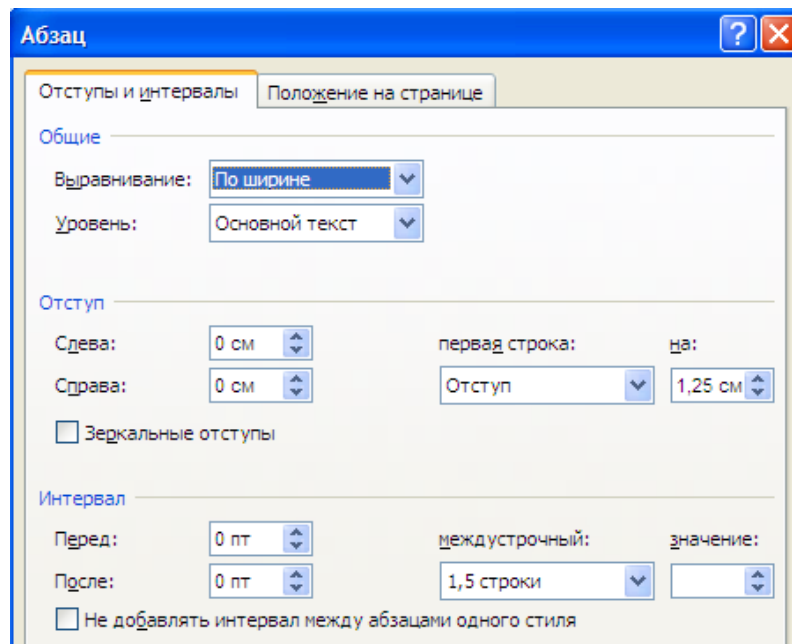 Абзац
Отступы и интервалы Положение на странице
Общие
Выравнивание: По ширине
Уровень: Основной текст
Отступ
Слева: 0 см первая строка: на:
Справа: 0 см Отступ 1,25 см
Зеркальные отступы
Интервал
Перед: 0 пт междустрочный: значение:
После: 0 пт 1,5 строки
Не добавлять интервал между абзацами одного стиля